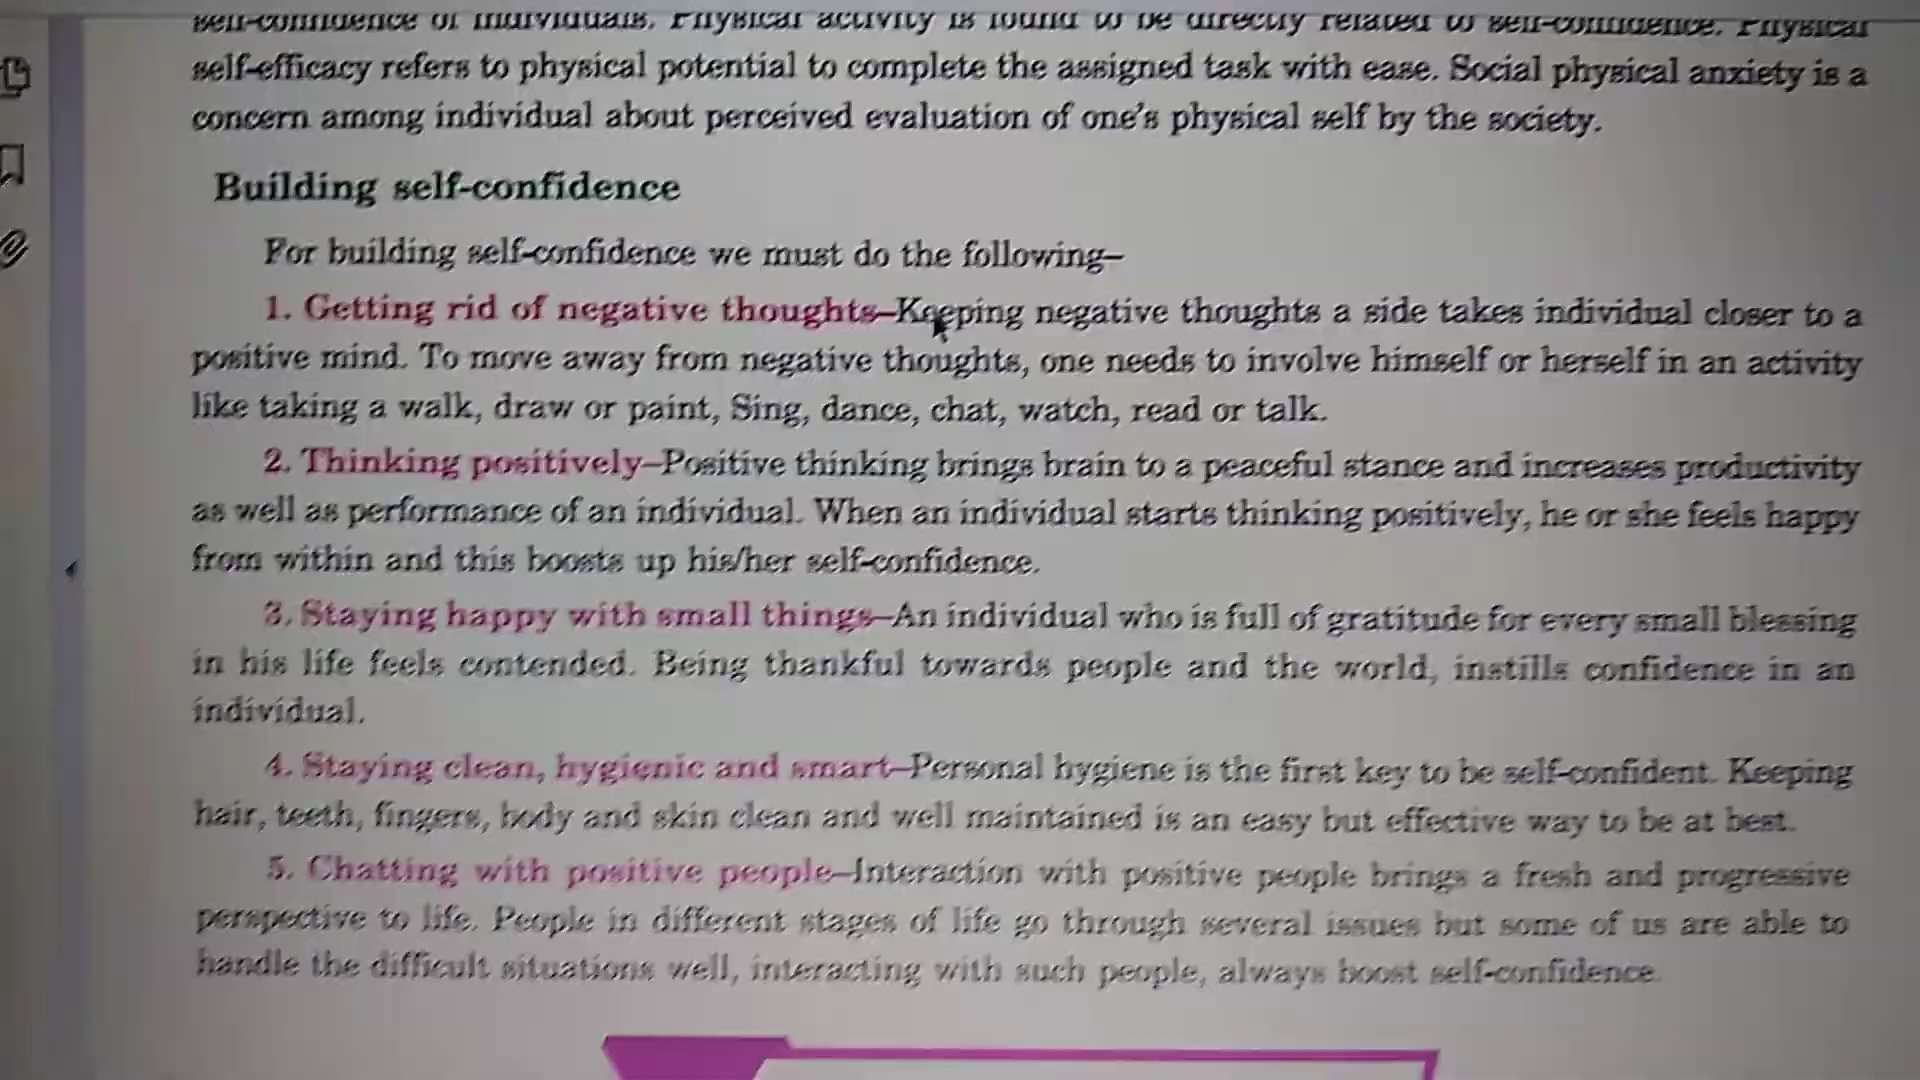 self-confidence of individuals. Physical activity is found to be directly related to self-confidence. Physical
self-efficacy refers to physical potential to complete the assigned task with ease. Social physical anxiety is a
concern among individual about perceived evaluation of one's physical self by the society.
Building self-confidence
For building self-confidence we must do the following–
1. Getting rid of negative thoughts–Keeping negative thoughts a side takes individual closer to a
positive mind. To move away from negative thoughts, one needs to involve himself or herself in an activity
like taking a walk, draw or paint, Sing, dance, chat, watch, read or talk.
2. Thinking positively–Positive thinking brings brain to a peaceful stance and increases productivity
as well as performance of an individual. When an individual starts thinking positively, he or she feels happy
from within and this boosts up his/her self-confidence.
3. Staying happy with small things–An individual who is full of gratitude for every small blessing
in his life feels contended. Being thankful towards people and the world, instills confidence in an
individual.
4. Staying clean, hygienic and smart–Personal hygiene is the first key to be self-confident. Keeping
hair, teeth, fingers, body and skin clean and well maintained is an easy but effective way to be at best.
5. Chatting with positive people–Interaction with positive people brings a fresh and progressive
perspective to life. People in different stages of life go through several issues but some of us are able to
handle the difficult situations well, interacting with such people, always boost self-confidence.